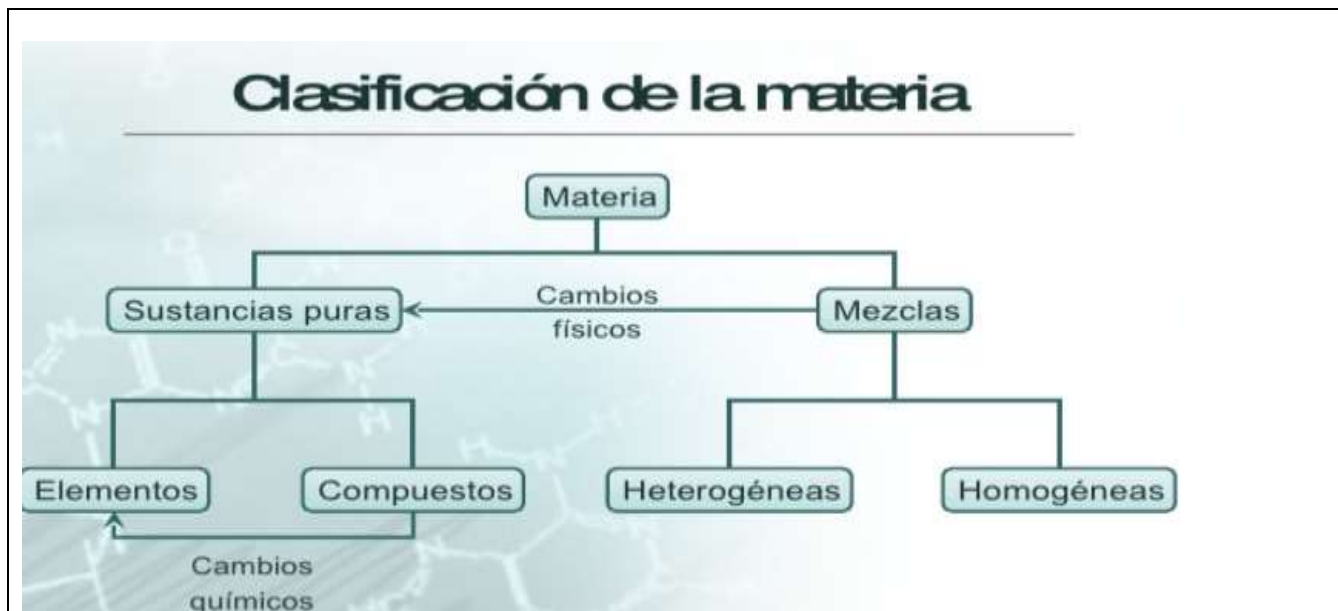 Clasificación de la materia
Materia
Sustancias puras
Cambios
físicos
Mezclas
Elementos
Compuestos
Heterogéneas
Homogéneas
Cambios
químicos